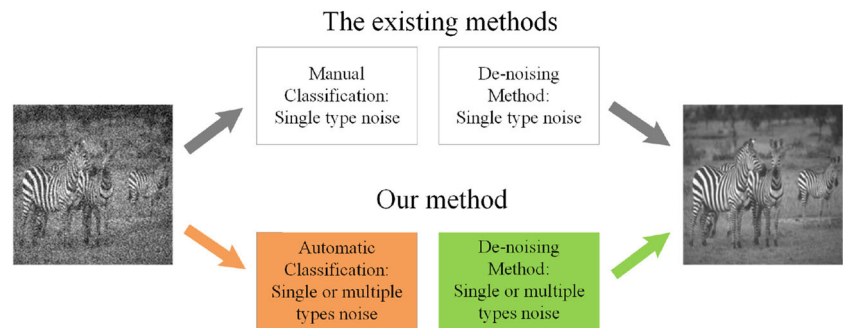 The existing methods
Manual
Classification:
Single type noise
De-noising
Method:
Single type noise
Our method
Automatic
Classification:
Single or multiple
types noise
De-noising
Method:
Single or multiple
types noise